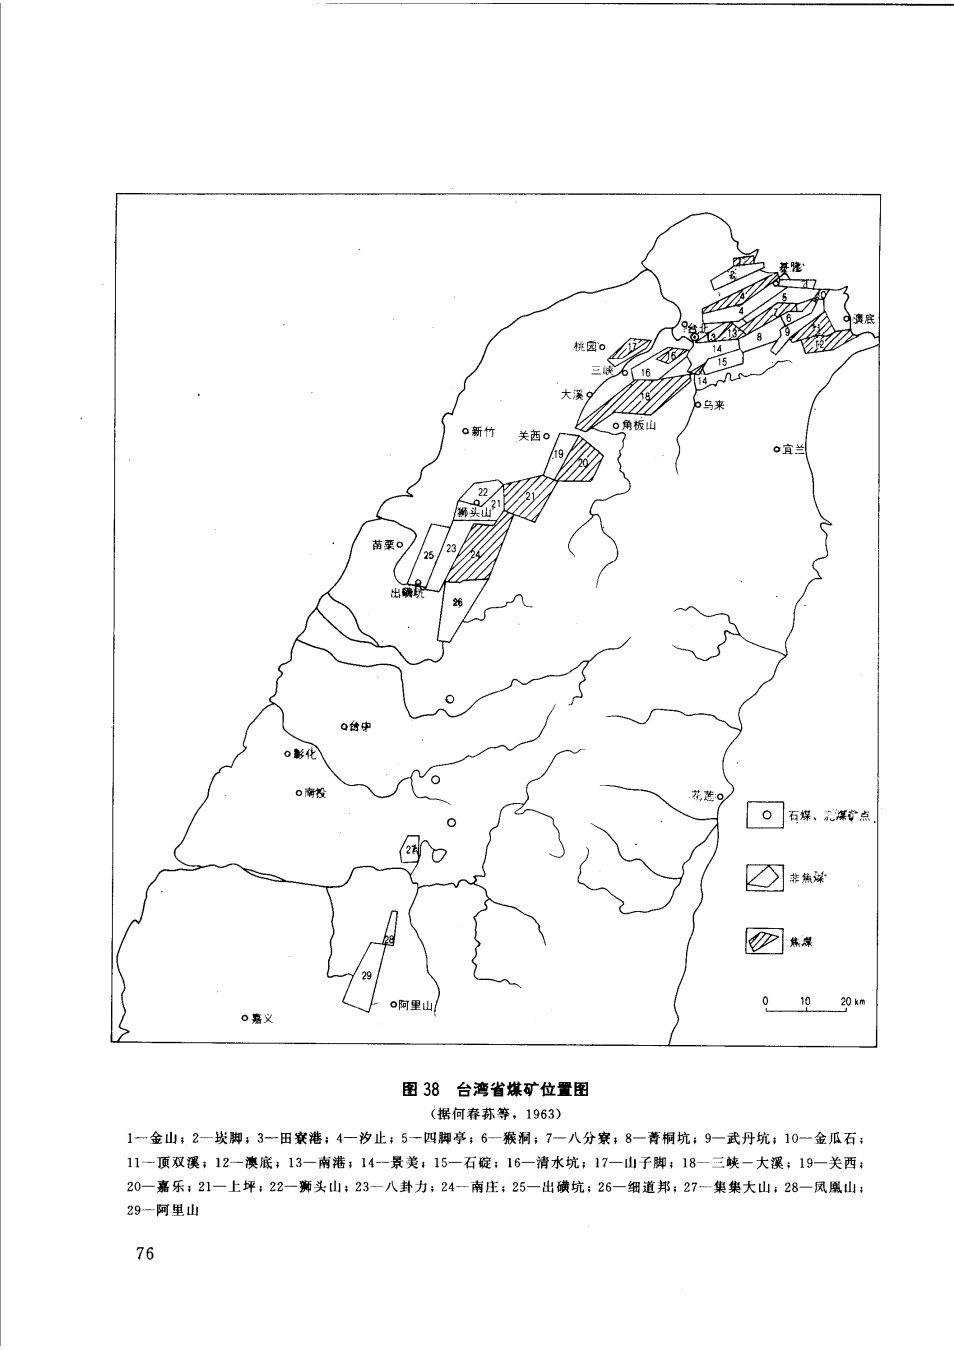 1
2
基隆
3
4
5
10
4
7
6
澳底
台北
13
13
8
9
11
12
桃园
17
14
16
15
三峡
16
14
大溪
18
乌来
角板山
新竹
关西
宜兰
19
20
22
21
21
狮头山
苗栗
25
23
24
出磺坑
26
台中
彰化
南投
花莲
石煤、泥煤矿点
27
非焦煤
焦煤
28
29
阿里山
0 10 20 km
嘉义
图 38 台湾省煤矿位置图
(据何春荪等，1963)
1—金山；2—崁脚；3—田寮港；4—汐止；5—四脚亭；6—猴洞；7—八分寮；8—菁桐坑；9—武丹坑；10—金瓜石；
11—顶双溪；12—澳底；13—南港；14—景美；15—石碇；16—清水坑；17—山子脚；18—三峡－大溪；19—关西；
20—嘉乐；21—上坪；22—狮头山；23—八卦力；24—南庄；25—出磺坑；26—细道邦；27—集集大山；28—凤凰山；
29—阿里山
76